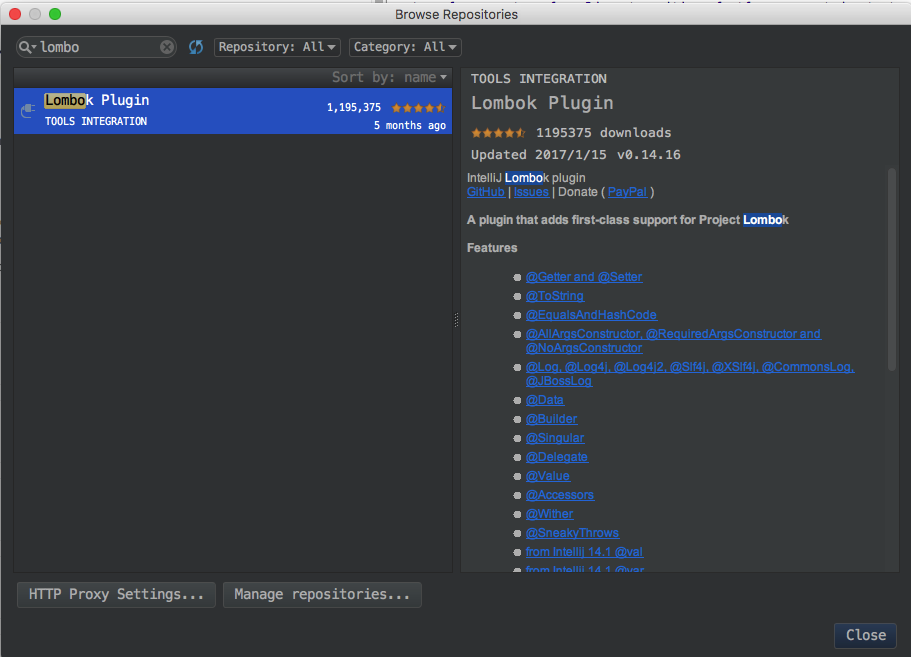 Browse Repositories
lombo
Repository: All
Category: All
Sort by: name
Lombok Plugin
1,195,375
TOOLS INTEGRATION
5 months ago
TOOLS INTEGRATION
Lombok Plugin
1195375 downloads
Updated 2017/1/15 v0.14.16
IntelliJ Lombok plugin
GitHub | Issues | Donate ( PayPal )
A plugin that adds first-class support for Project Lombok
Features
@Getter and @Setter
@ToString
@EqualsAndHashCode
@AllArgsConstructor, @RequiredArgsConstructor and
@NoArgsConstructor
@Log, @Log4j, @Log4j2, @Slf4j, @XSlf4j, @CommonsLog,
@JBossLog
@Data
@Builder
@Singular
@Delegate
@Value
@Accessors
@Wither
@SneakyThrows
from Intellij 14.1 @val
from Intellij 14.1 @var
HTTP Proxy Settings...
Manage repositories...
Close